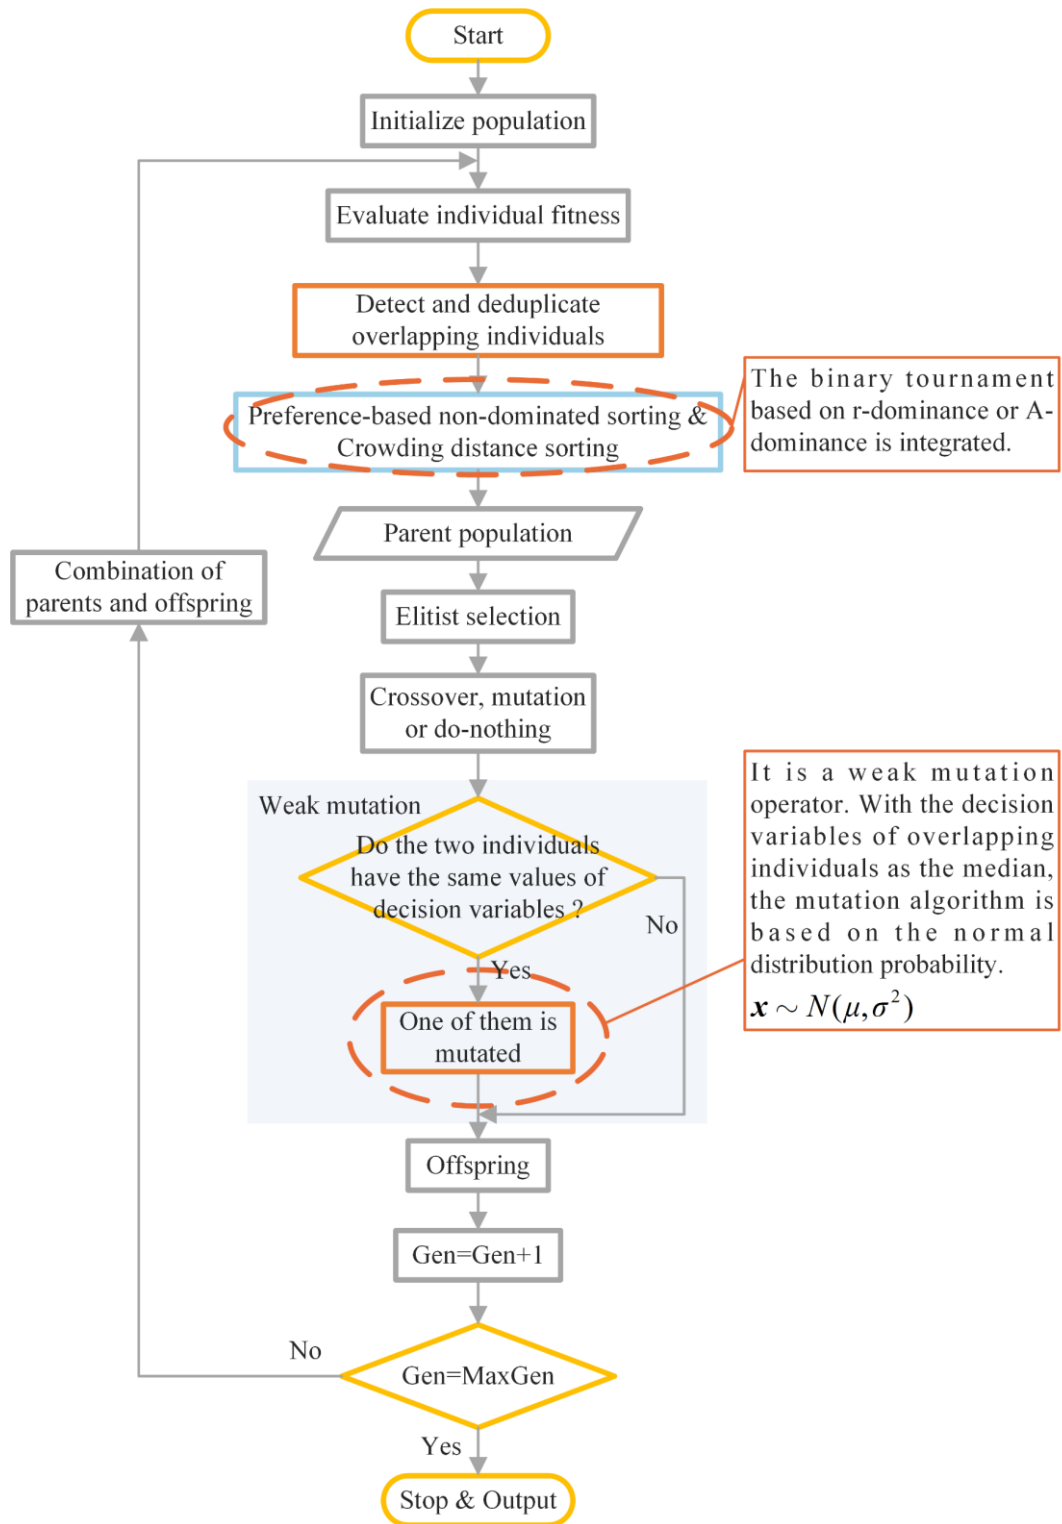 Start
Initialize population
Evaluate individual fitness
Detect and deduplicate
overlapping individuals
Preference-based non-dominated sorting &
Crowding distance sorting
The binary tournament
based on r-dominance or A-
dominance is integrated.
Parent population
Combination of
parents and offspring
Elitist selection
Crossover, mutation
or do-nothing
Weak mutation
Do the two individuals
have the same values of
decision variables ?
No
Yes
One of them is
mutated
It is a weak mutation
operator. With the decision
variables of overlapping
individuals as the median,
the mutation algorithm is
based on the normal
distribution probability.
x ~ N(μ,σ²)
Offspring
Gen=Gen+1
No
Gen=MaxGen
Yes
Stop & Output